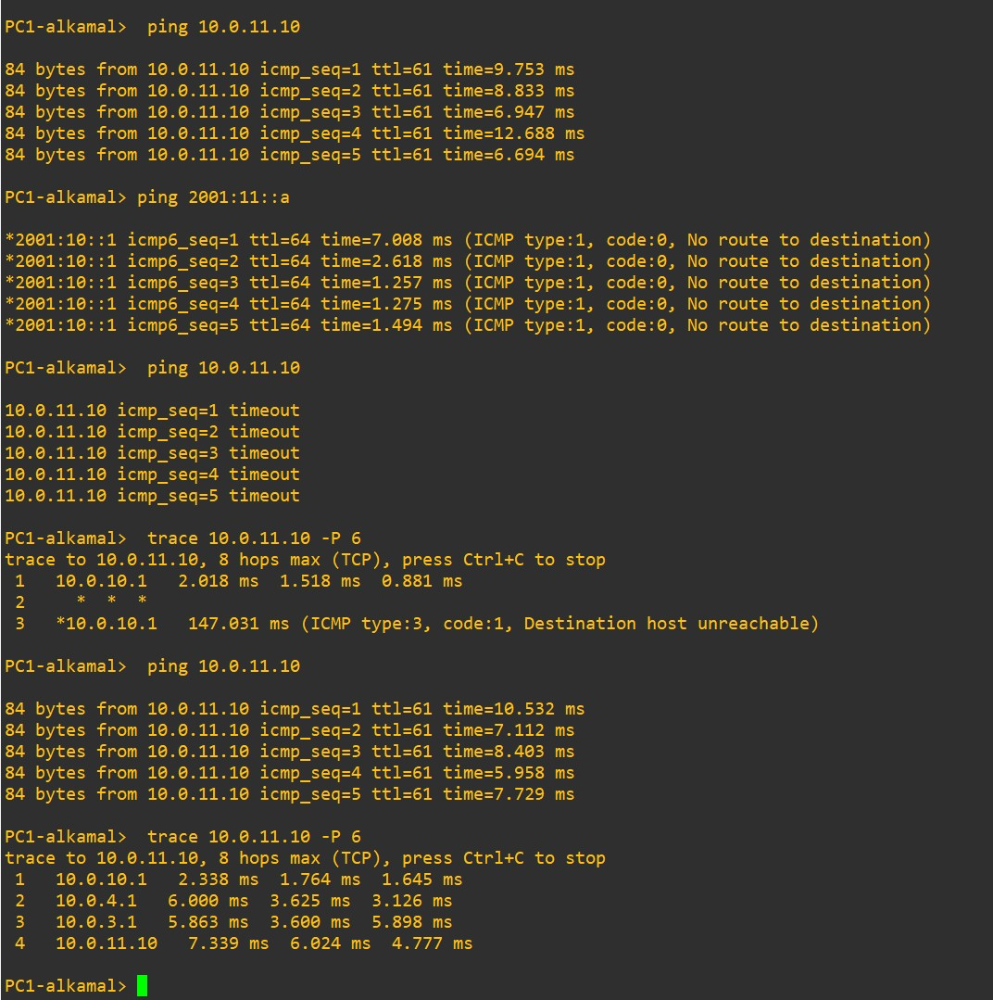 PC1-alkamal>  ping 10.0.11.10
84 bytes from 10.0.11.10 icmp_seq=1 ttl=61 time=9.753 ms
84 bytes from 10.0.11.10 icmp_seq=2 ttl=61 time=8.833 ms
84 bytes from 10.0.11.10 icmp_seq=3 ttl=61 time=6.947 ms
84 bytes from 10.0.11.10 icmp_seq=4 ttl=61 time=12.688 ms
84 bytes from 10.0.11.10 icmp_seq=5 ttl=61 time=6.694 ms
PC1-alkamal> ping 2001:11::a
*2001:10::1 icmp6_seq=1 ttl=64 time=7.008 ms (ICMP type:1, code:0, No route to destination)
*2001:10::1 icmp6_seq=2 ttl=64 time=2.618 ms (ICMP type:1, code:0, No route to destination)
*2001:10::1 icmp6_seq=3 ttl=64 time=1.257 ms (ICMP type:1, code:0, No route to destination)
*2001:10::1 icmp6_seq=4 ttl=64 time=1.275 ms (ICMP type:1, code:0, No route to destination)
*2001:10::1 icmp6_seq=5 ttl=64 time=1.494 ms (ICMP type:1, code:0, No route to destination)
PC1-alkamal>  ping 10.0.11.10
10.0.11.10 icmp_seq=1 timeout
10.0.11.10 icmp_seq=2 timeout
10.0.11.10 icmp_seq=3 timeout
10.0.11.10 icmp_seq=4 timeout
10.0.11.10 icmp_seq=5 timeout
PC1-alkamal>  trace 10.0.11.10 -P 6
trace to 10.0.11.10, 8 hops max (TCP), press Ctrl+C to stop
 1   10.0.10.1   2.018 ms  1.518 ms  0.881 ms
 2     *  *  *
 3   *10.0.10.1   147.031 ms (ICMP type:3, code:1, Destination host unreachable)
PC1-alkamal>  ping 10.0.11.10
84 bytes from 10.0.11.10 icmp_seq=1 ttl=61 time=10.532 ms
84 bytes from 10.0.11.10 icmp_seq=2 ttl=61 time=7.112 ms
84 bytes from 10.0.11.10 icmp_seq=3 ttl=61 time=8.403 ms
84 bytes from 10.0.11.10 icmp_seq=4 ttl=61 time=5.958 ms
84 bytes from 10.0.11.10 icmp_seq=5 ttl=61 time=7.729 ms
PC1-alkamal>  trace 10.0.11.10 -P 6
trace to 10.0.11.10, 8 hops max (TCP), press Ctrl+C to stop
 1   10.0.10.1   2.338 ms  1.764 ms  1.645 ms
 2   10.0.4.1   6.000 ms  3.625 ms  3.126 ms
 3   10.0.3.1   5.863 ms  3.600 ms  5.898 ms
 4   10.0.11.10   7.339 ms  6.024 ms  4.777 ms
PC1-alkamal>